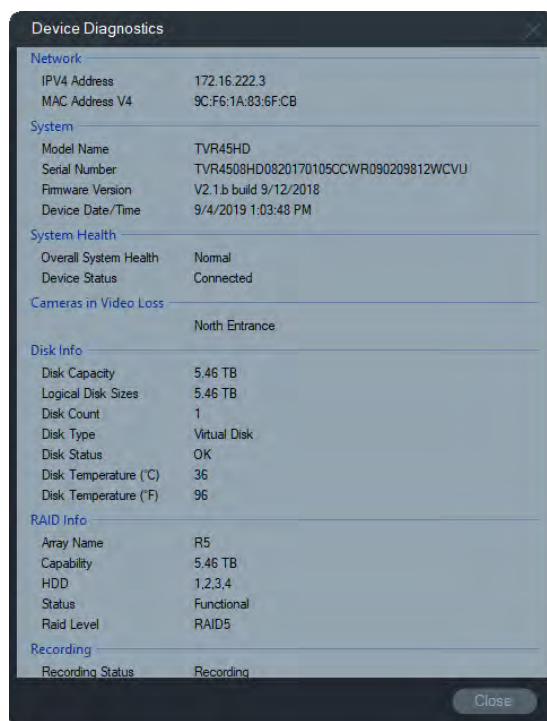 Device Diagnostics
Network
IPV4 Address 172.16.222.3
MAC Address V4 9C:F6:1A:83:6F:CB
System
Model Name TVR45HD
Serial Number TVR4508HD0820170105CCWR090209812WCVU
Firmware Version V2.1.b build 9/12/2018
Device Date/Time 9/4/2019 1:03:48 PM
System Health
Overall System Health Normal
Device Status Connected
Cameras in Video Loss
North Entrance
Disk Info
Disk Capacity 5.46 TB
Logical Disk Sizes 5.46 TB
Disk Count 1
Disk Type Virtual Disk
Disk Status OK
Disk Temperature (°C) 36
Disk Temperature (°F) 96
RAID Info
Array Name R5
Capability 5.46 TB
HDD 1,2,3,4
Status Functional
Raid Level RAID5
Recording
Recording Status Recording
Close